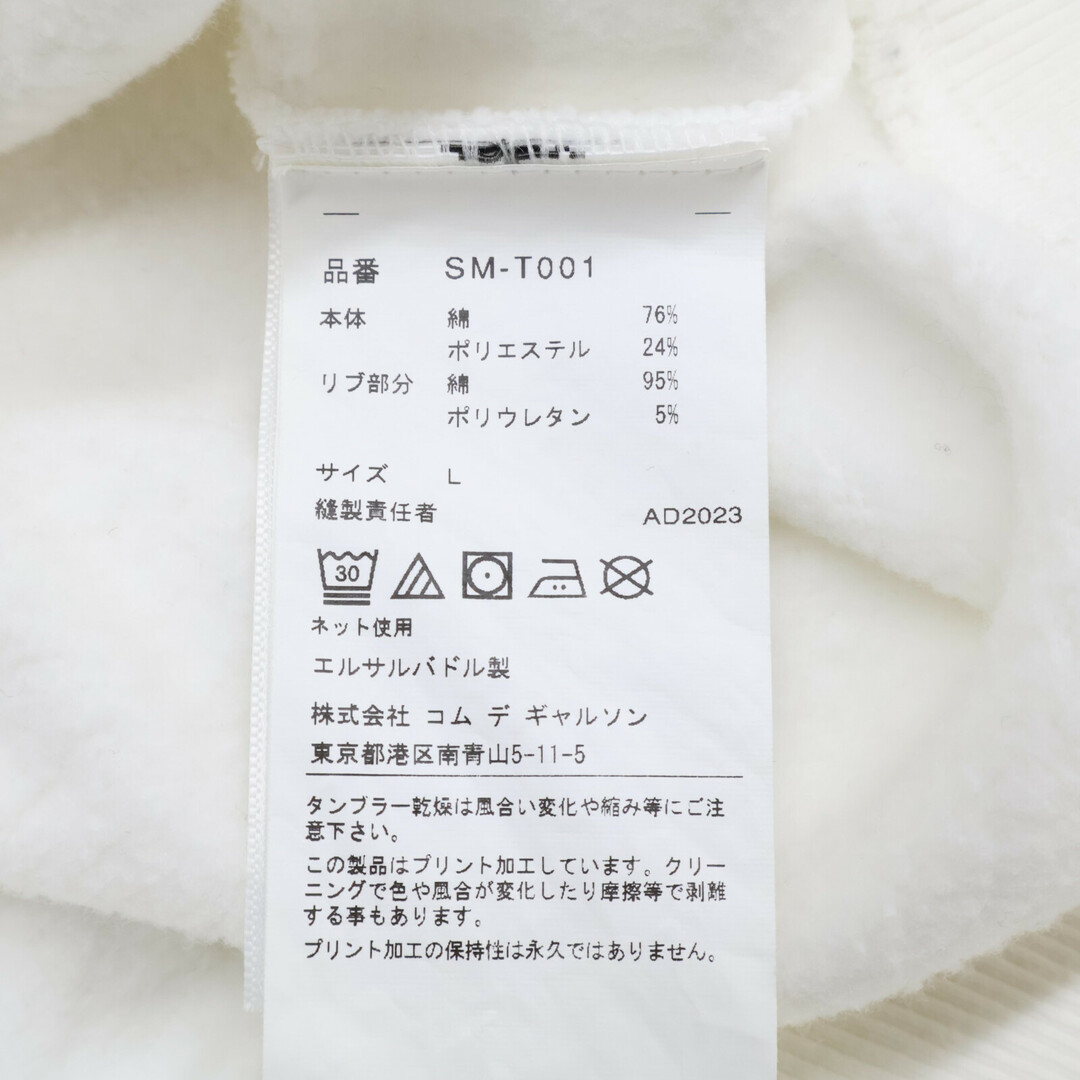 品番 SM-T001
本体 綿 76%
ポリエステル 24%
リブ部分 綿 95%
ポリウレタン 5%
サイズ L
縫製責任者 AD2023
30
ネット使用
エルサルバドル製
株式会社 コム デ ギャルソン
東京都港区南青山5-11-5
タンブラー乾燥は風合い変化や縮み等にご注
意下さい。
この製品はプリント加工しています。クリー
ニングで色や風合が変化したり摩擦等で剥離
する事もあります。
プリント加工の保持性は永久ではありません。